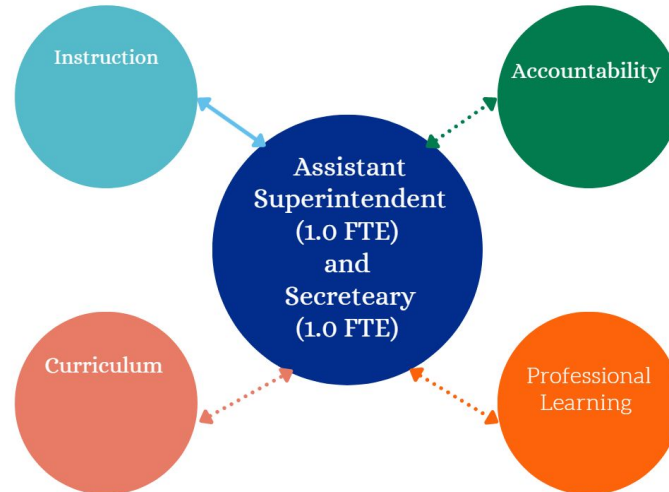 Instruction
Accountability
Assistant
Superintendent
(1.0 FTE)
and
Secreteary
(1.0 FTE)
Curriculum
Professional
Learning